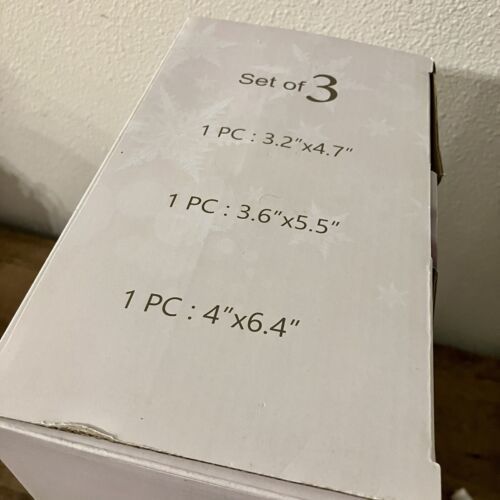 Set of 3
1 PC : 3.2"x4.7"
1 PC : 3.6"x5.5"
1 PC : 4"x6.4"